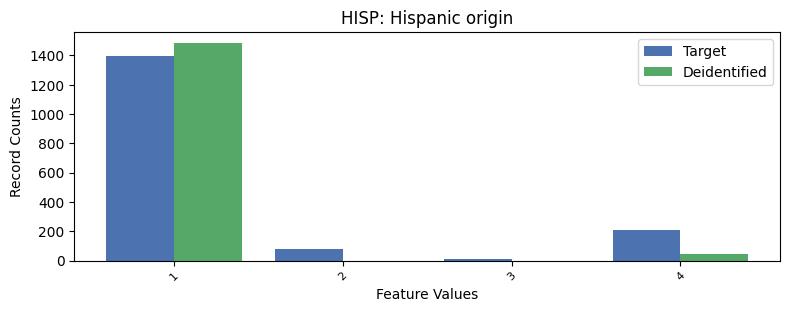 HISP: Hispanic origin
Target
Deidentified
Record Counts
1400
1200
1000
800
600
400
200
0
1
2
3
4
Feature Values